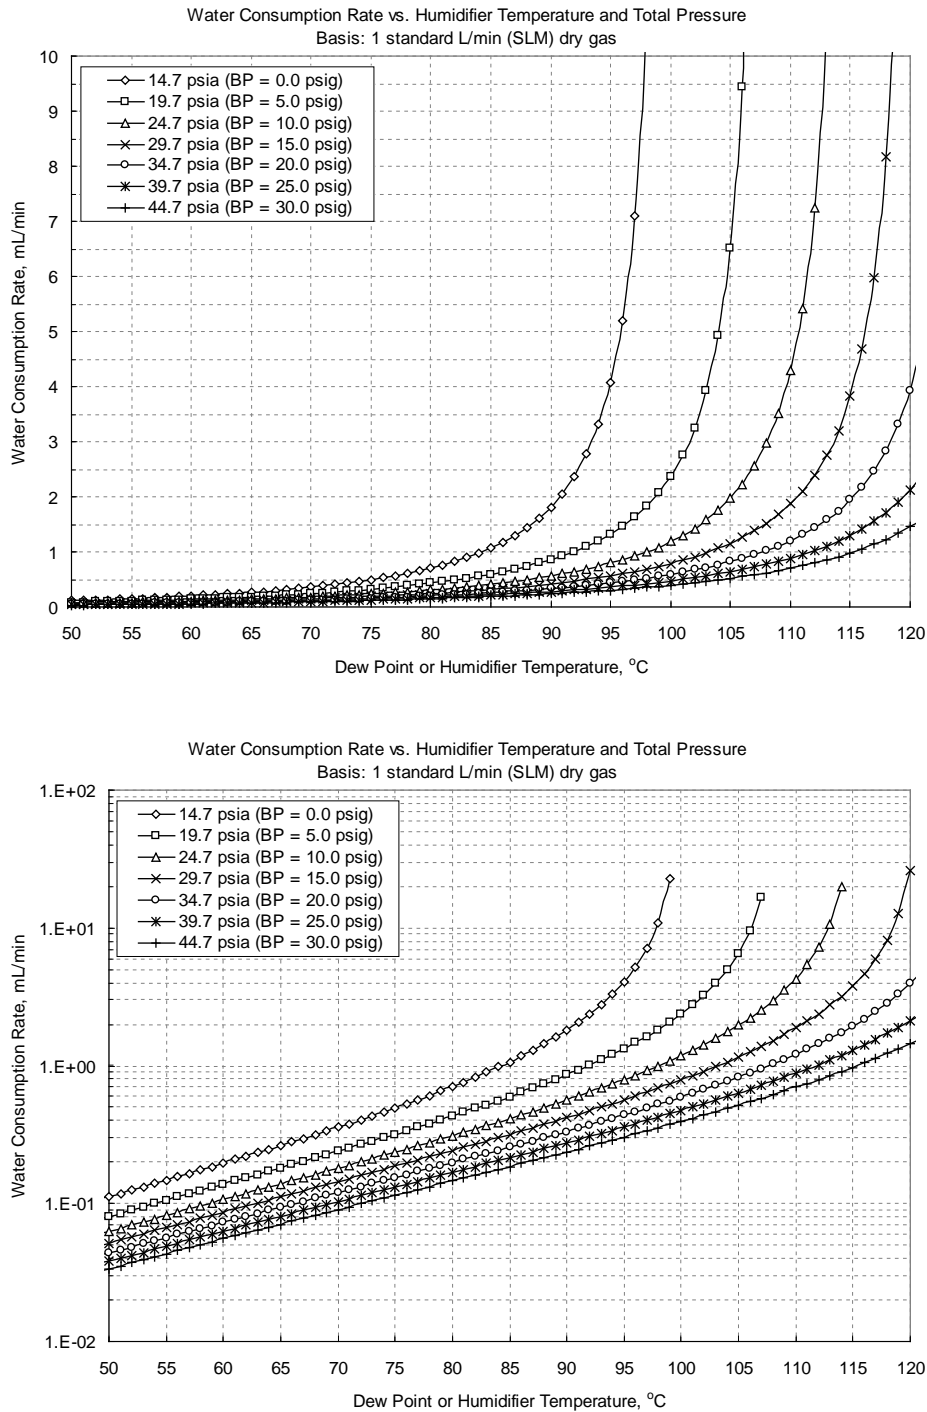 Water Consumption Rate vs. Humidifier Temperature and Total Pressure
Basis: 1 standard L/min (SLM) dry gas
10
9
8
7
6
5
4
3
2
1
0
Water Consumption Rate, mL/min
14.7 psia (BP = 0.0 psig)
19.7 psia (BP = 5.0 psig)
24.7 psia (BP = 10.0 psig)
29.7 psia (BP = 15.0 psig)
34.7 psia (BP = 20.0 psig)
39.7 psia (BP = 25.0 psig)
44.7 psia (BP = 30.0 psig)
50 55 60 65 70 75 80 85 90 95 100 105 110 115 120
Dew Point or Humidifier Temperature, °C
Water Consumption Rate vs. Humidifier Temperature and Total Pressure
Basis: 1 standard L/min (SLM) dry gas
1.E+02
1.E+01
1.E+00
1.E-01
1.E-02
Water Consumption Rate, mL/min
14.7 psia (BP = 0.0 psig)
19.7 psia (BP = 5.0 psig)
24.7 psia (BP = 10.0 psig)
29.7 psia (BP = 15.0 psig)
34.7 psia (BP = 20.0 psig)
39.7 psia (BP = 25.0 psig)
44.7 psia (BP = 30.0 psig)
50 55 60 65 70 75 80 85 90 95 100 105 110 115 120
Dew Point or Humidifier Temperature, °C